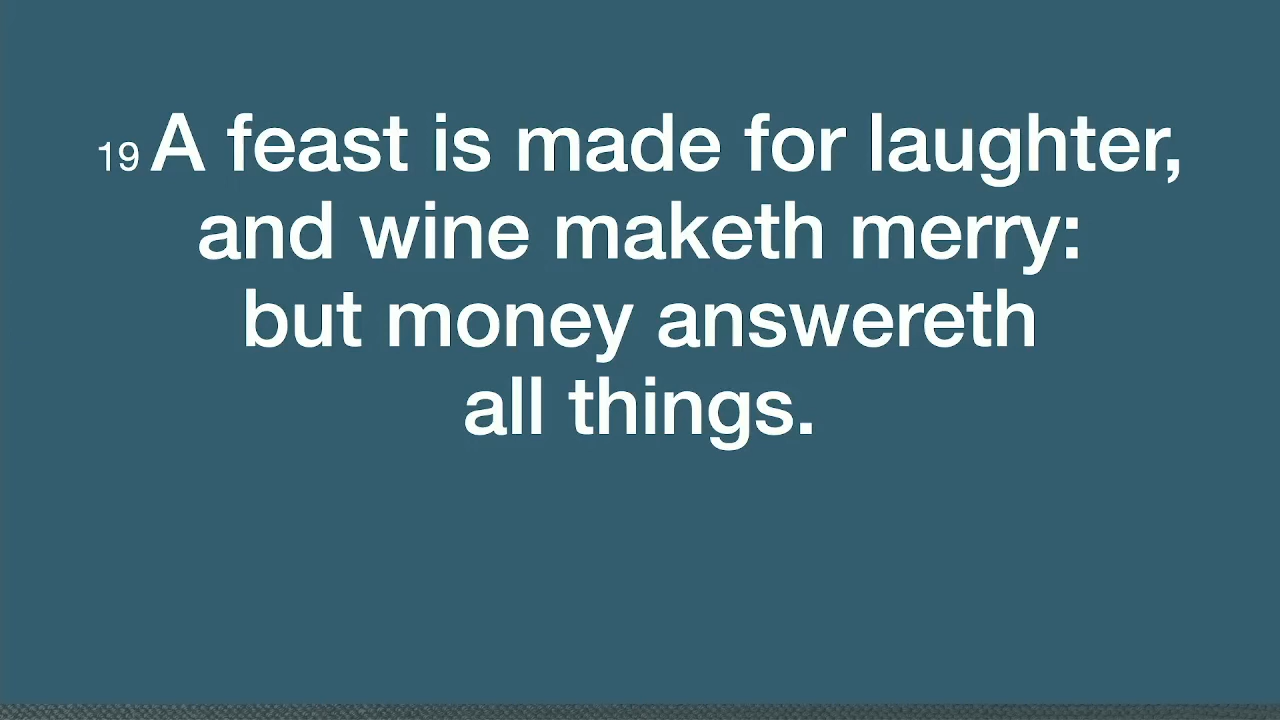 19 A feast is made for laughter,
and wine maketh merry:
but money answereth
all things.